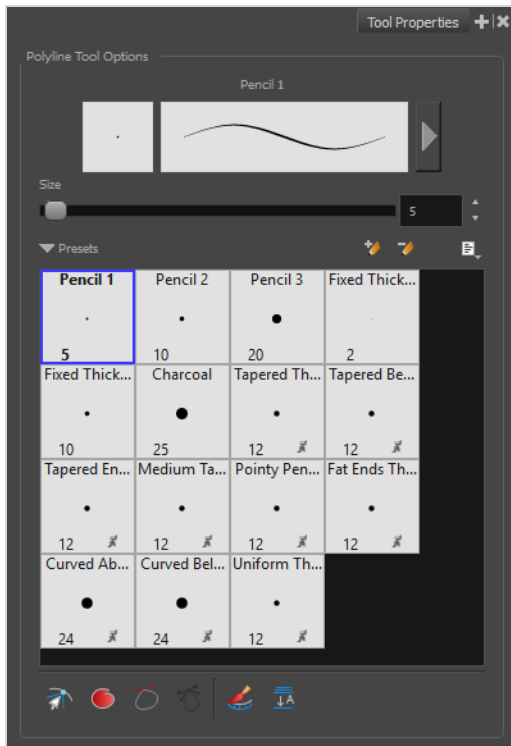 Tool Properties
Polyline Tool Options
Pencil 1
Size
5
Presets
Pencil 1 Pencil 2 Pencil 3 Fixed Thick...
5 10 20 2
Fixed Thick... Charcoal Tapered Th... Tapered Be...
10 25 12 12
Tapered En... Medium Ta... Pointy Pen... Fat Ends Th...
12 12 12 12
Curved Ab... Curved Bel... Uniform Th...
24 24 12
A